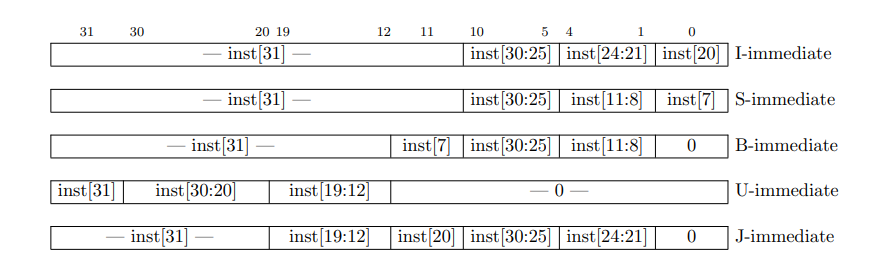 31 30 20 19 12 11 10 5 4 1 0
— inst[31] — inst[30:25] inst[24:21] inst[20] I-immediate
— inst[31] — inst[30:25] inst[11:8] inst[7] S-immediate
— inst[31] — inst[7] inst[30:25] inst[11:8] 0 B-immediate
inst[31] inst[30:20] inst[19:12] — 0 — U-immediate
— inst[31] — inst[19:12] inst[20] inst[30:25] inst[24:21] 0 J-immediate